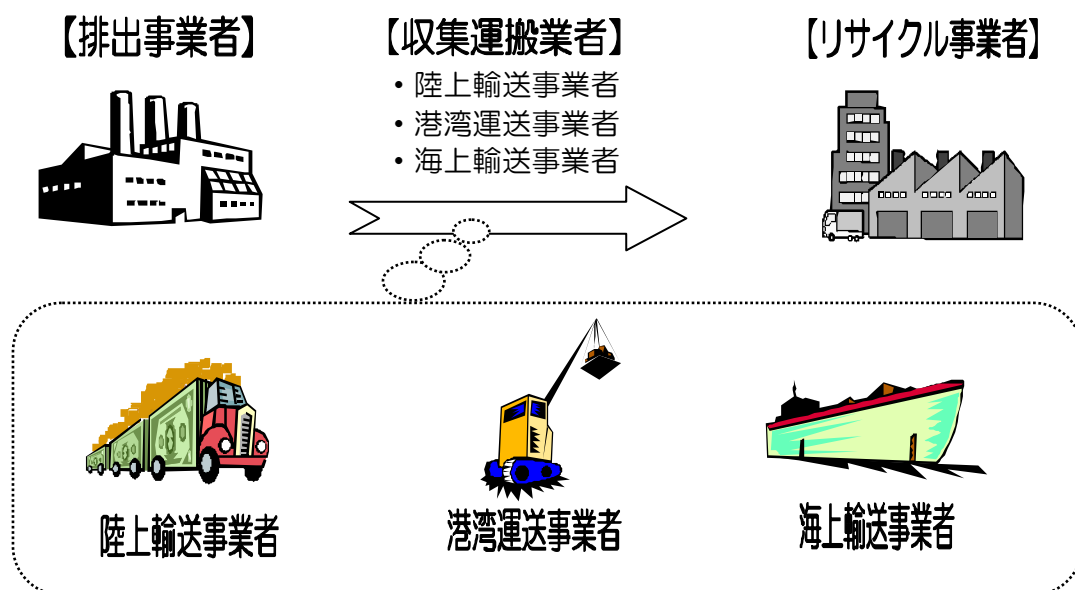 【排出事業者】
【収集運搬業者】
・陸上輸送事業者
・港湾運送事業者
・海上輸送事業者
【リサイクル事業者】
陸上輸送事業者
港湾運送事業者
海上輸送事業者